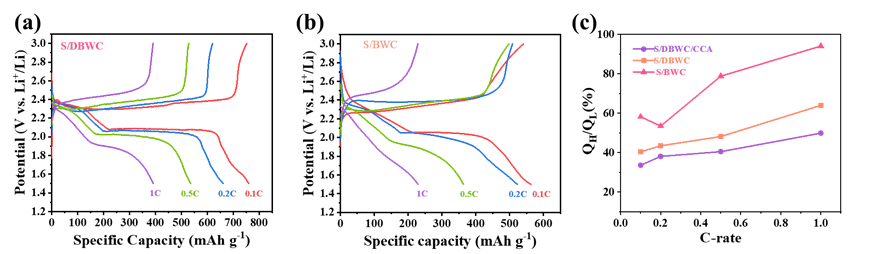 (a)
S/DBWC
3.0
2.8
2.6
2.4
2.2
2.0
1.8
1.6
1.4
1.2
Potential (V vs. Li+/Li)
1C
0.5C
0.2C
0.1C
0 100 200 300 400 500 600 700 800
Specific Capacity (mAh g-1)
(b)
S/BWC
3.0
2.8
2.6
2.4
2.2
2.0
1.8
1.6
1.4
1.2
Potential (V vs. Li+/Li)
1C
0.5C
0.2C
0.1C
0 100 200 300 400 500 600
Specific capacity (mAh g-1)
(c)
S/DBWC/CCA
S/DBWC
S/BWC
100
80
60
40
20
0
QH/QL(%)
0.0 0.2 0.4 0.6 0.8 1.0
C-rate